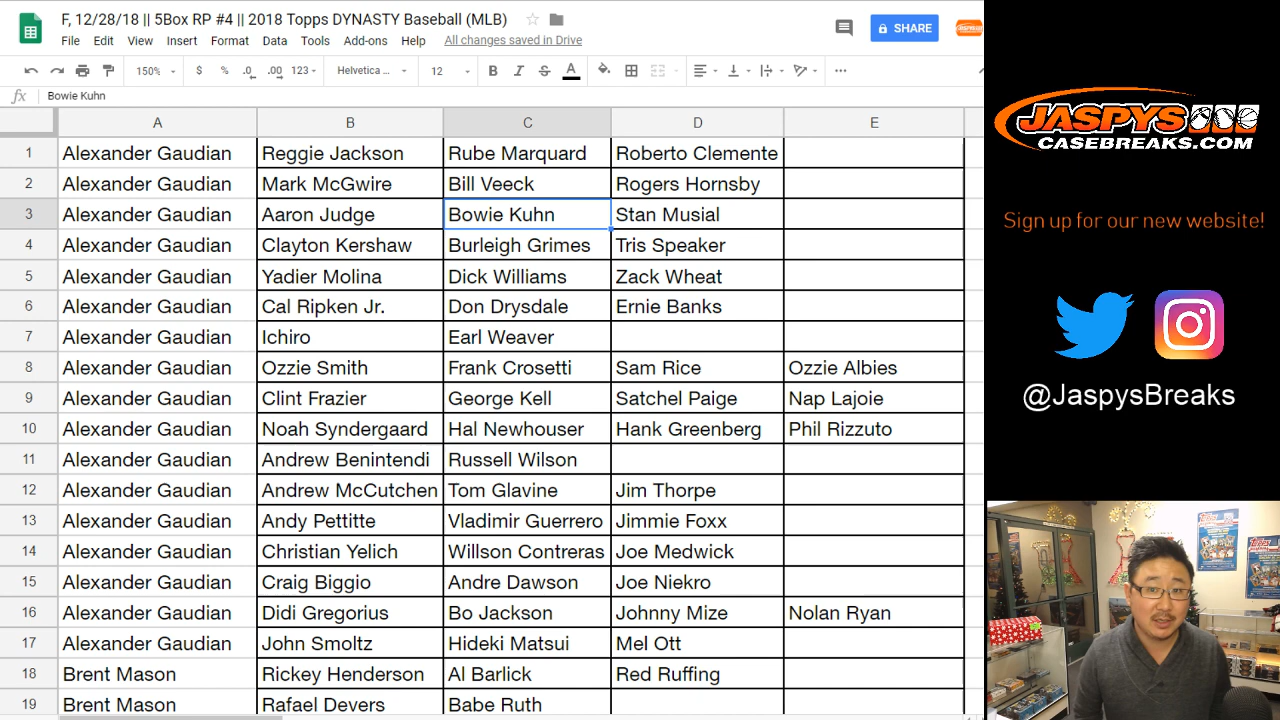 F, 12/28/18 || 5Box RP #4 || 2018 Topps DYNASTY Baseball (MLB)
SHARE
File Edit View Insert Format Data Tools Add-ons Help All changes saved in Drive
150% $ % .0 .00 123 Helvetica ... 12 B I S A
fx Bowie Kuhn
A B C D E
1 Alexander Gaudian Reggie Jackson Rube Marquard Roberto Clemente
2 Alexander Gaudian Mark McGwire Bill Veeck Rogers Hornsby
3 Alexander Gaudian Aaron Judge Bowie Kuhn Stan Musial
4 Alexander Gaudian Clayton Kershaw Burleigh Grimes Tris Speaker
5 Alexander Gaudian Yadier Molina Dick Williams Zack Wheat
6 Alexander Gaudian Cal Ripken Jr. Don Drysdale Ernie Banks
7 Alexander Gaudian Ichiro Earl Weaver
8 Alexander Gaudian Ozzie Smith Frank Crosetti Sam Rice Ozzie Albies
9 Alexander Gaudian Clint Frazier George Kell Satchel Paige Nap Lajoie
10 Alexander Gaudian Noah Syndergaard Hal Newhouser Hank Greenberg Phil Rizzuto
11 Alexander Gaudian Andrew Benintendi Russell Wilson
12 Alexander Gaudian Andrew McCutchen Tom Glavine Jim Thorpe
13 Alexander Gaudian Andy Pettitte Vladimir Guerrero Jimmie Foxx
14 Alexander Gaudian Christian Yelich Willson Contreras Joe Medwick
15 Alexander Gaudian Craig Biggio Andre Dawson Joe Niekro
16 Alexander Gaudian Didi Gregorius Bo Jackson Johnny Mize Nolan Ryan
17 Alexander Gaudian John Smoltz Hideki Matsui Mel Ott
18 Brent Mason Rickey Henderson Al Barlick Red Ruffing
19 Brent Mason Rafael Devers Babe Ruth
JASPYS
CASEBREAKS.COM
Sign up for our new website!
@JaspysBreaks